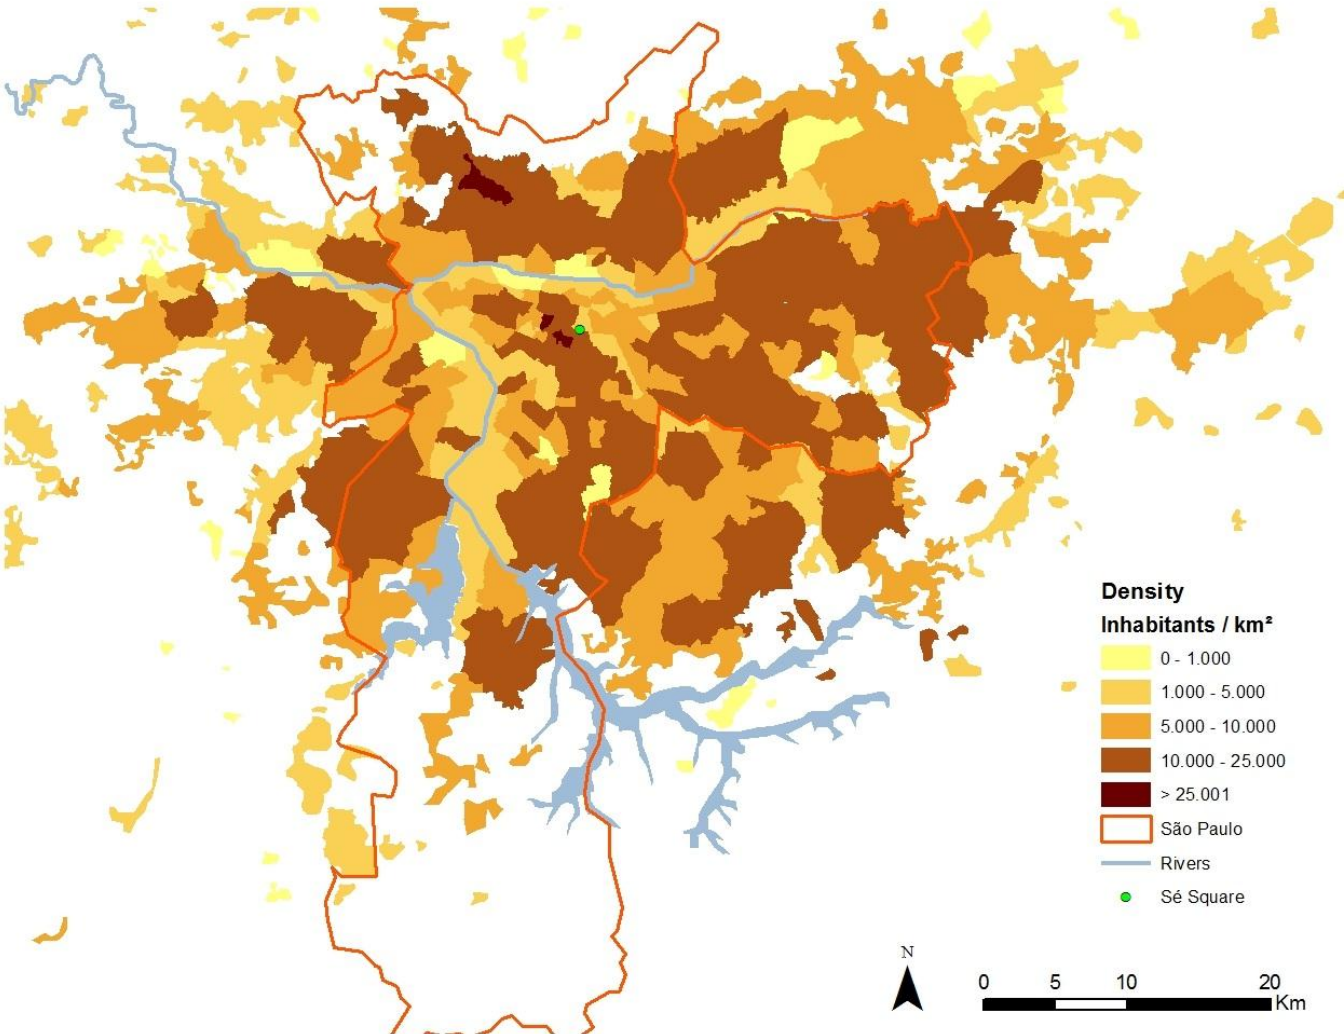 Density
Inhabitants / km²
0 - 1.000
1.000 - 5.000
5.000 - 10.000
10.000 - 25.000
> 25.001
São Paulo
Rivers
Sé Square
N
0 5 10 20
Km